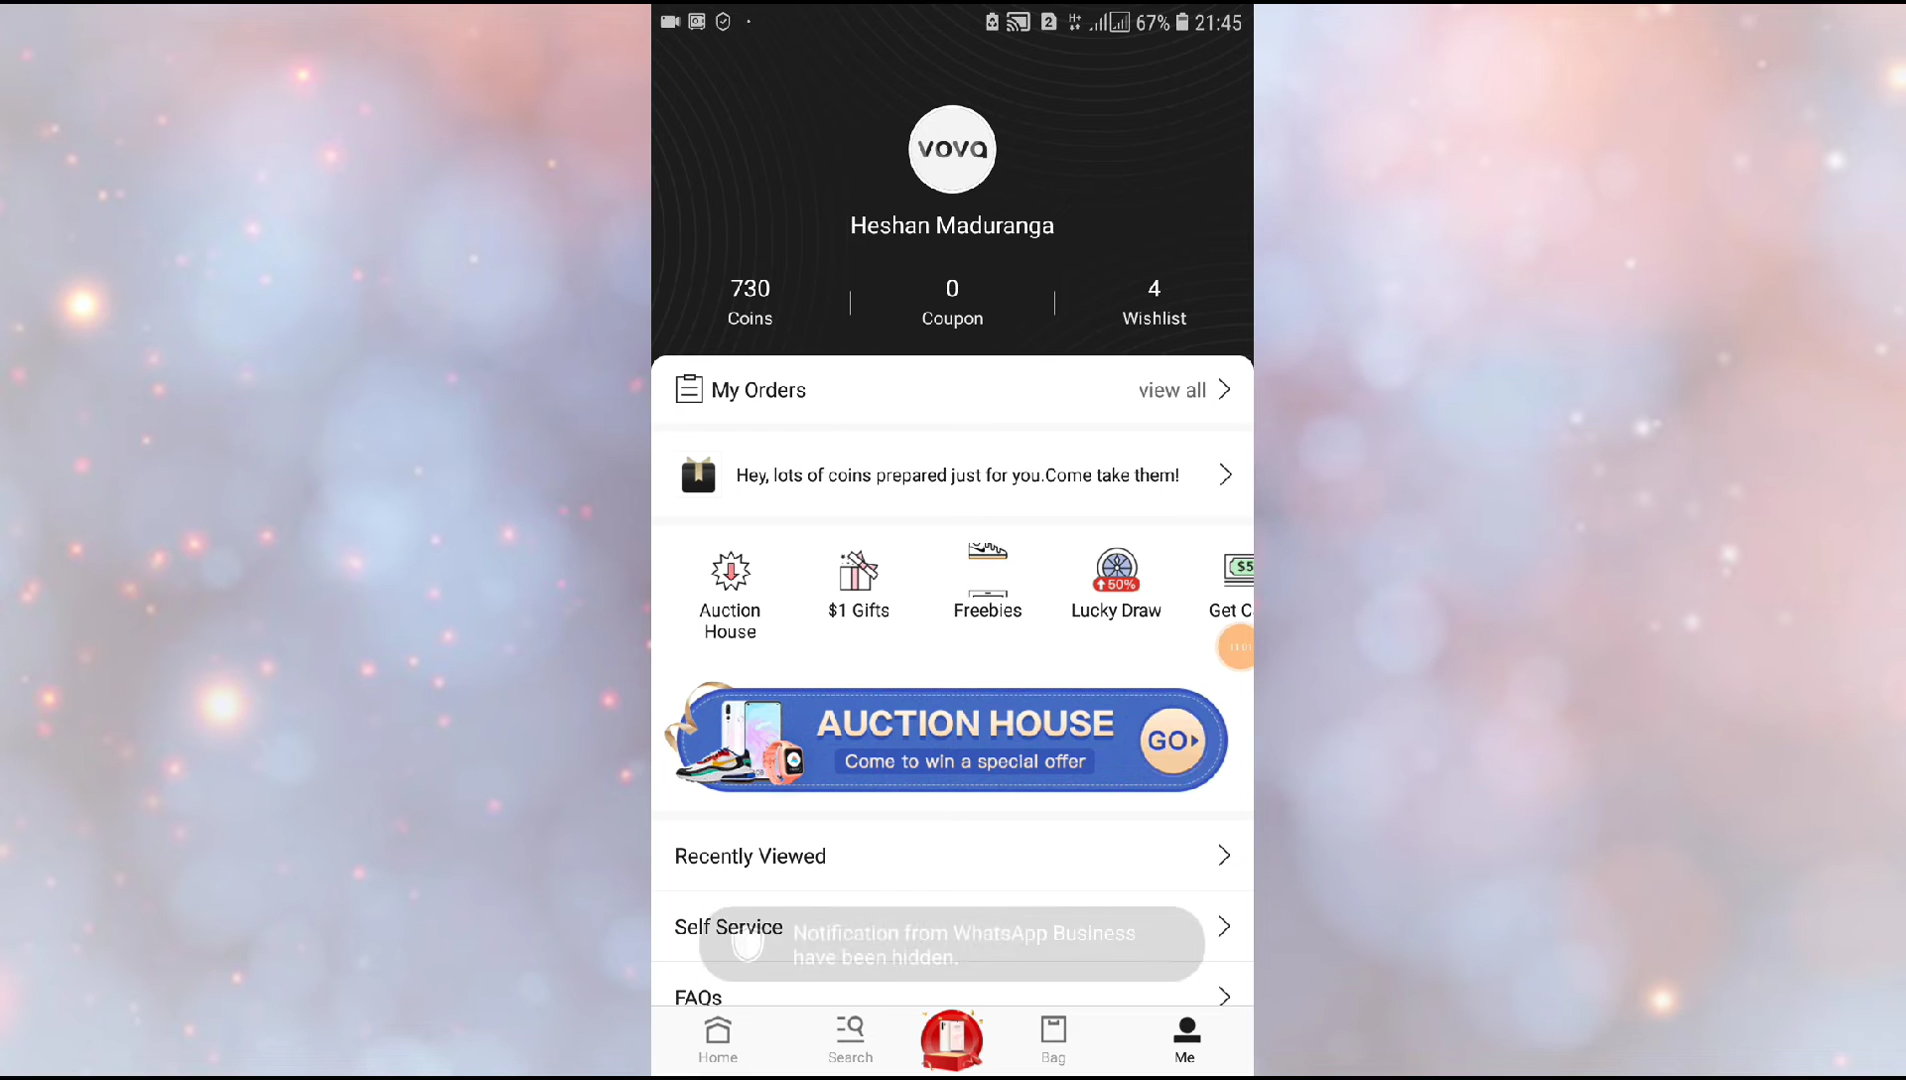 2 H+ 67% 21:45
vova
Heshan Maduranga
730 0 4
Coins Coupon Wishlist
My Orders view all
Hey, lots of coins prepared just for you.Come take them!
$5
↑50%
Auction House $1 Gifts Freebies Lucky Draw Get C
AUCTION HOUSE
Come to win a special offer
GO
Recently Viewed
Self Service
Notification from WhatsApp Business
have been hidden.
FAQs
Home Search Bag Me